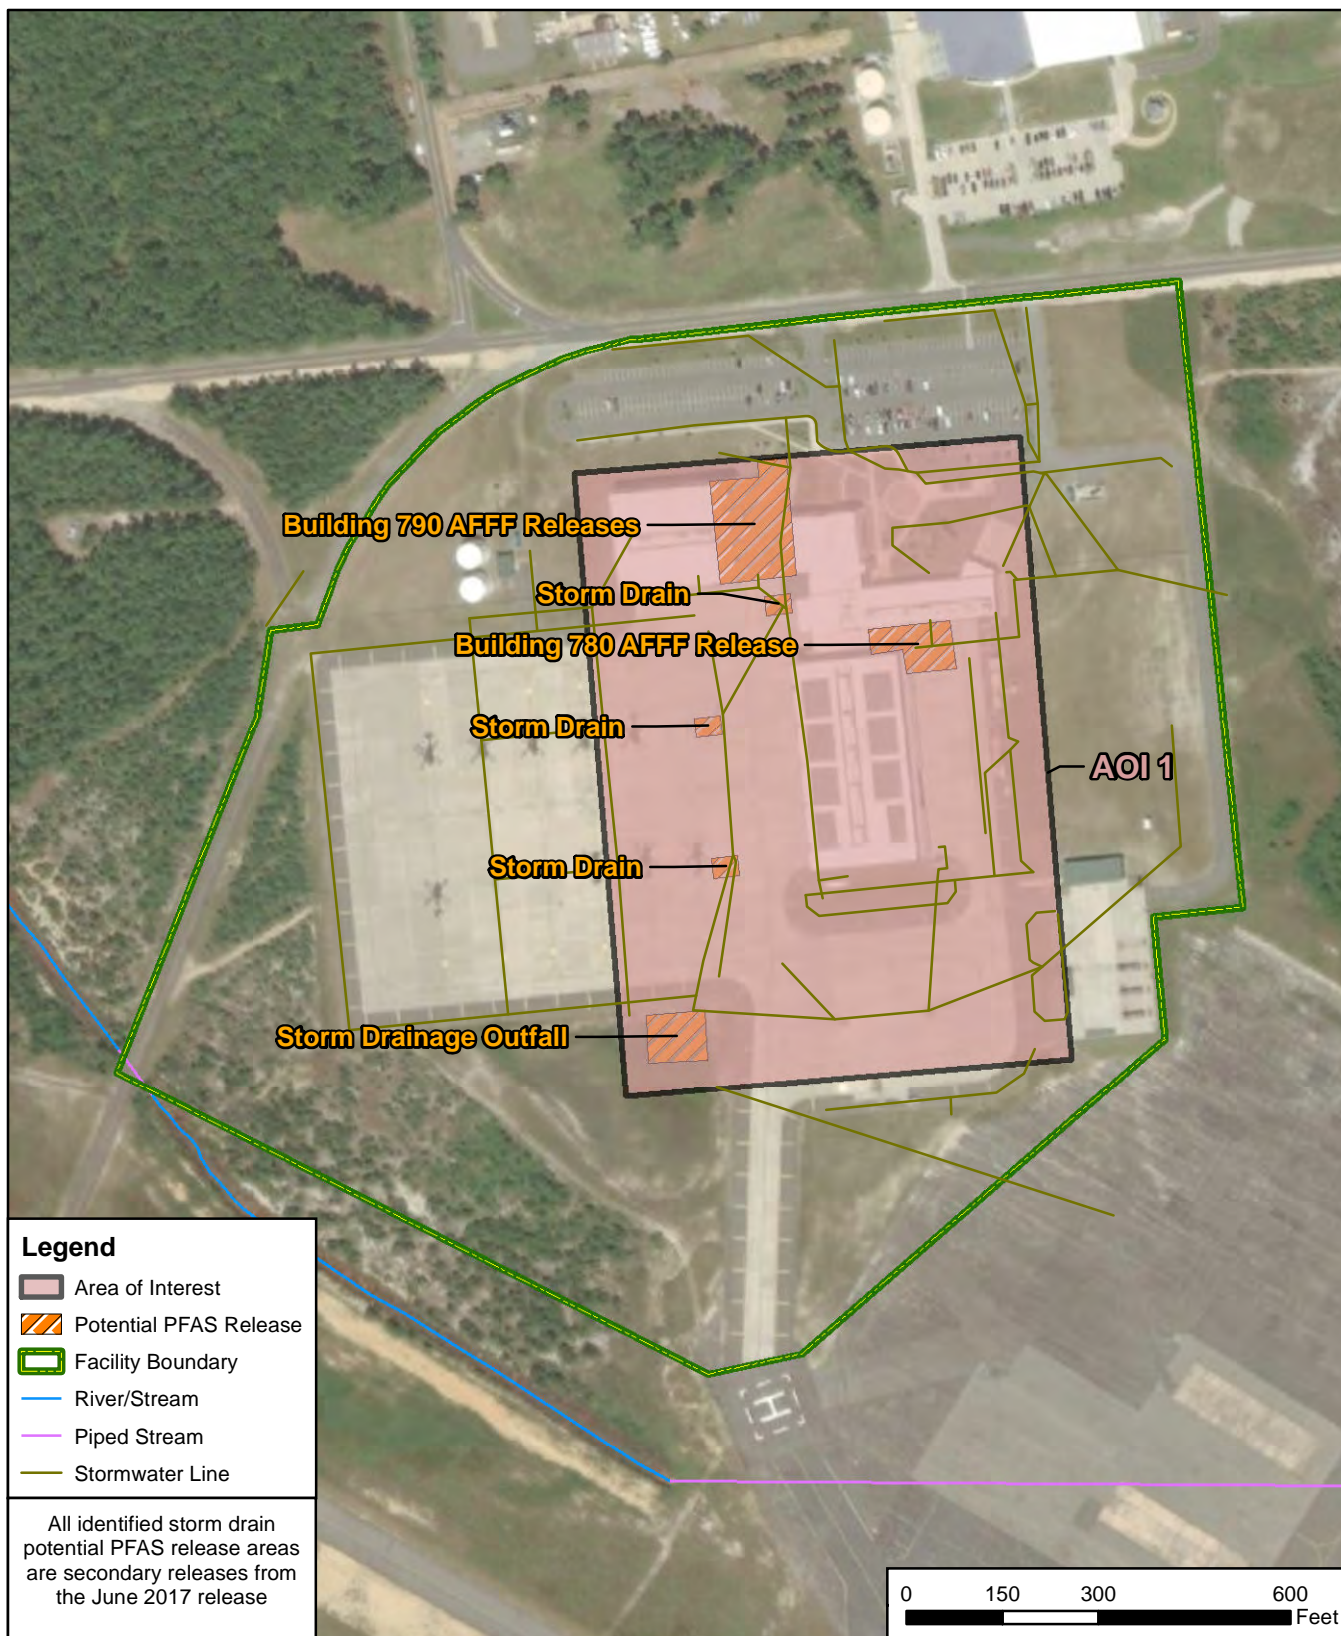 Building 790 AFFF Releases
Storm Drain
Building 780 AFFF Release
Storm Drain
AOI 1
Storm Drain
Storm Drainage Outfall
H
Legend
Area of Interest
Potential PFAS Release
Facility Boundary
River/Stream
Piped Stream
Stormwater Line
All identified storm drain
potential PFAS release areas
are secondary releases from
the June 2017 release
0 150 300 600
Feet